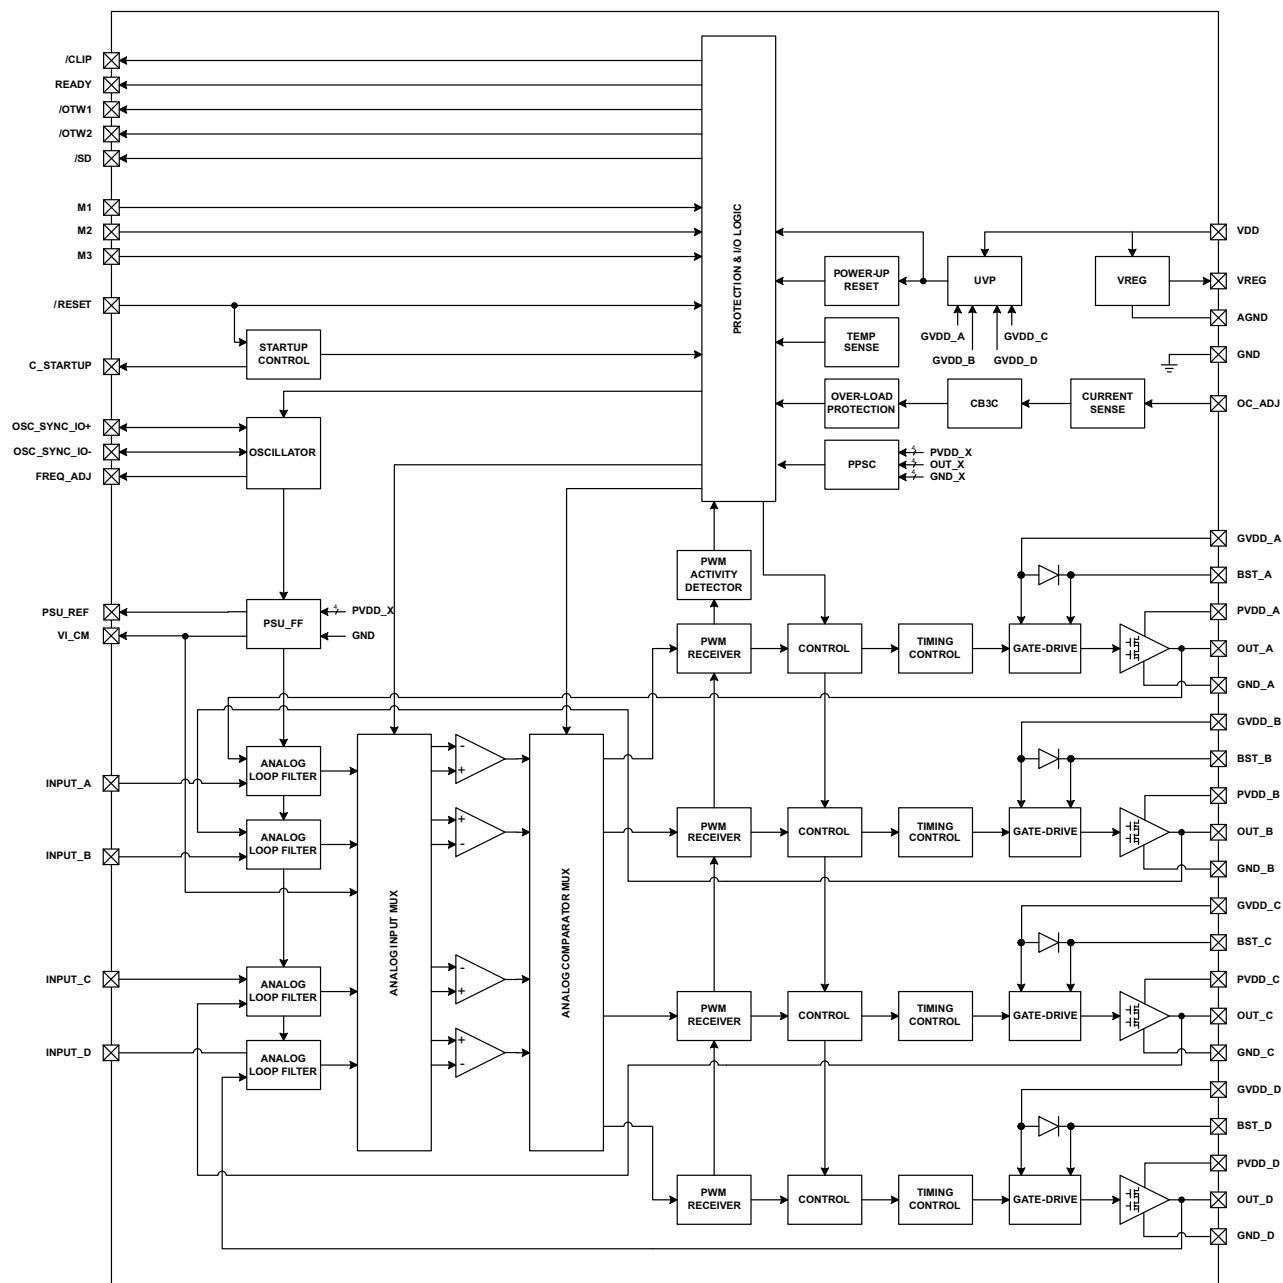 /CLIP
READY
/OTW1
/OTW2
/SD
M1
M2
M3
/RESET
C_STARTUP
OSC_SYNC_IO+
OSC_SYNC_IO-
FREQ_ADJ
PSU_REF
VI_CM
INPUT_A
INPUT_B
INPUT_C
INPUT_D
STARTUP
CONTROL
OSCILLATOR
PSU_FF
4
PVDD_X
GND
ANALOG
LOOP FILTER
ANALOG
LOOP FILTER
ANALOG
LOOP FILTER
ANALOG
LOOP FILTER
ANALOG INPUT MUX
-
+
+
-
-
+
+
-
ANALOG COMPARATOR MUX
PROTECTION & I/O LOGIC
POWER-UP
RESET
UVP
GVDD_A
GVDD_B
GVDD_C
GVDD_D
VREG
TEMP
SENSE
OVER-LOAD
PROTECTION
CB3C
CURRENT
SENSE
PPSC
4
PVDD_X
4
OUT_X
4
GND_X
PWM
ACTIVITY
DETECTOR
PWM
RECEIVER
CONTROL
TIMING
CONTROL
GATE-DRIVE
PWM
RECEIVER
CONTROL
TIMING
CONTROL
GATE-DRIVE
PWM
RECEIVER
CONTROL
TIMING
CONTROL
GATE-DRIVE
PWM
RECEIVER
CONTROL
TIMING
CONTROL
GATE-DRIVE
VDD
VREG
AGND
GND
OC_ADJ
GVDD_A
BST_A
PVDD_A
OUT_A
GND_A
GVDD_B
BST_B
PVDD_B
OUT_B
GND_B
GVDD_C
BST_C
PVDD_C
OUT_C
GND_C
GVDD_D
BST_D
PVDD_D
OUT_D
GND_D